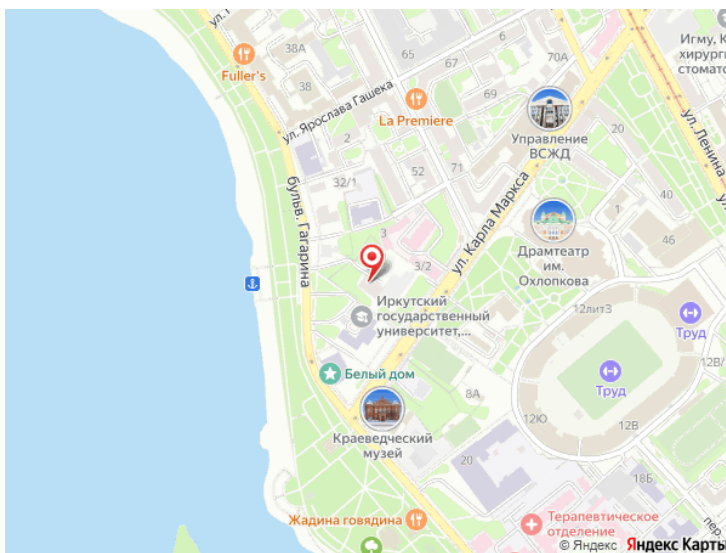 ул. Н
38А
Fuller's
38
65
67
ул. Ярослава Гашека
La Premiere
69
70А
2
71
52
32/1
Управление
ВСЖД
Игму, К
хирург
стомато
20
ул. Ленина
40
46
1
бульв. Гагарина
3
3/2
ул. Карла Маркса
Драмтеатр
им.
Охлопкова
12лит3
Труд
Иркутский
государственный
университет,...
Труд
Белый дом
8А
12В/
12Ю
12В
Краеведческий
музей
20
18Б
пер.
Жадина говядина
Терапевтическое
отделение
© Яндекс Яндекс Карты